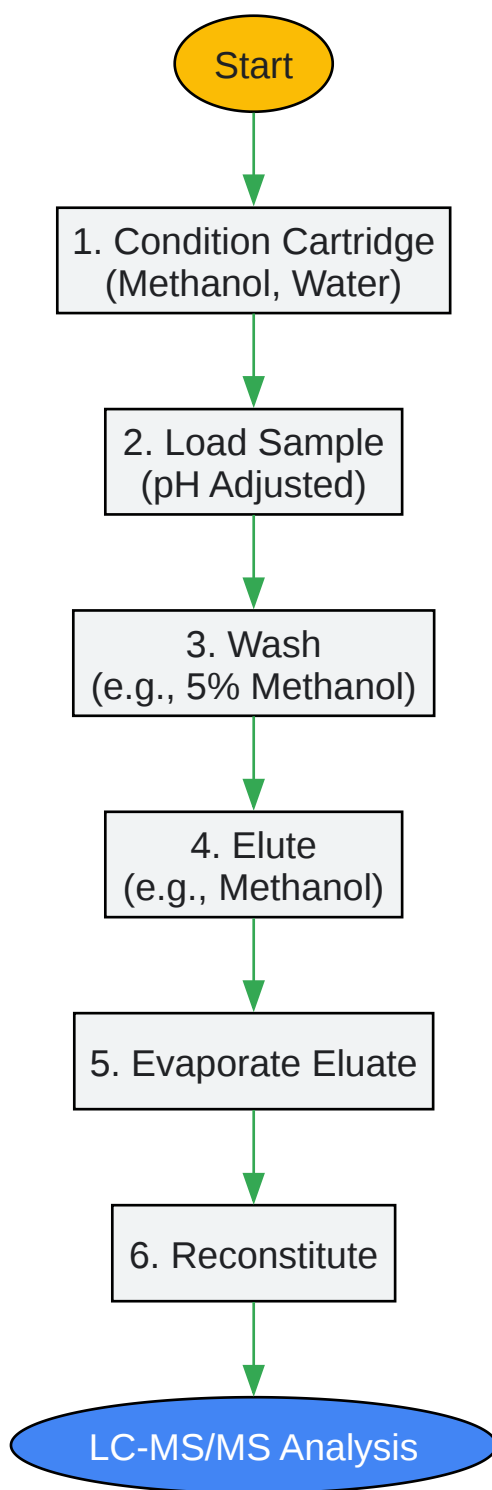 Start
1. Condition Cartridge
(Methanol, Water)
2. Load Sample
(pH Adjusted)
3. Wash
(e.g., 5% Methanol)
4. Elute
(e.g., Methanol)
5. Evaporate Eluate
6. Reconstitute
LC-MS/MS Analysis